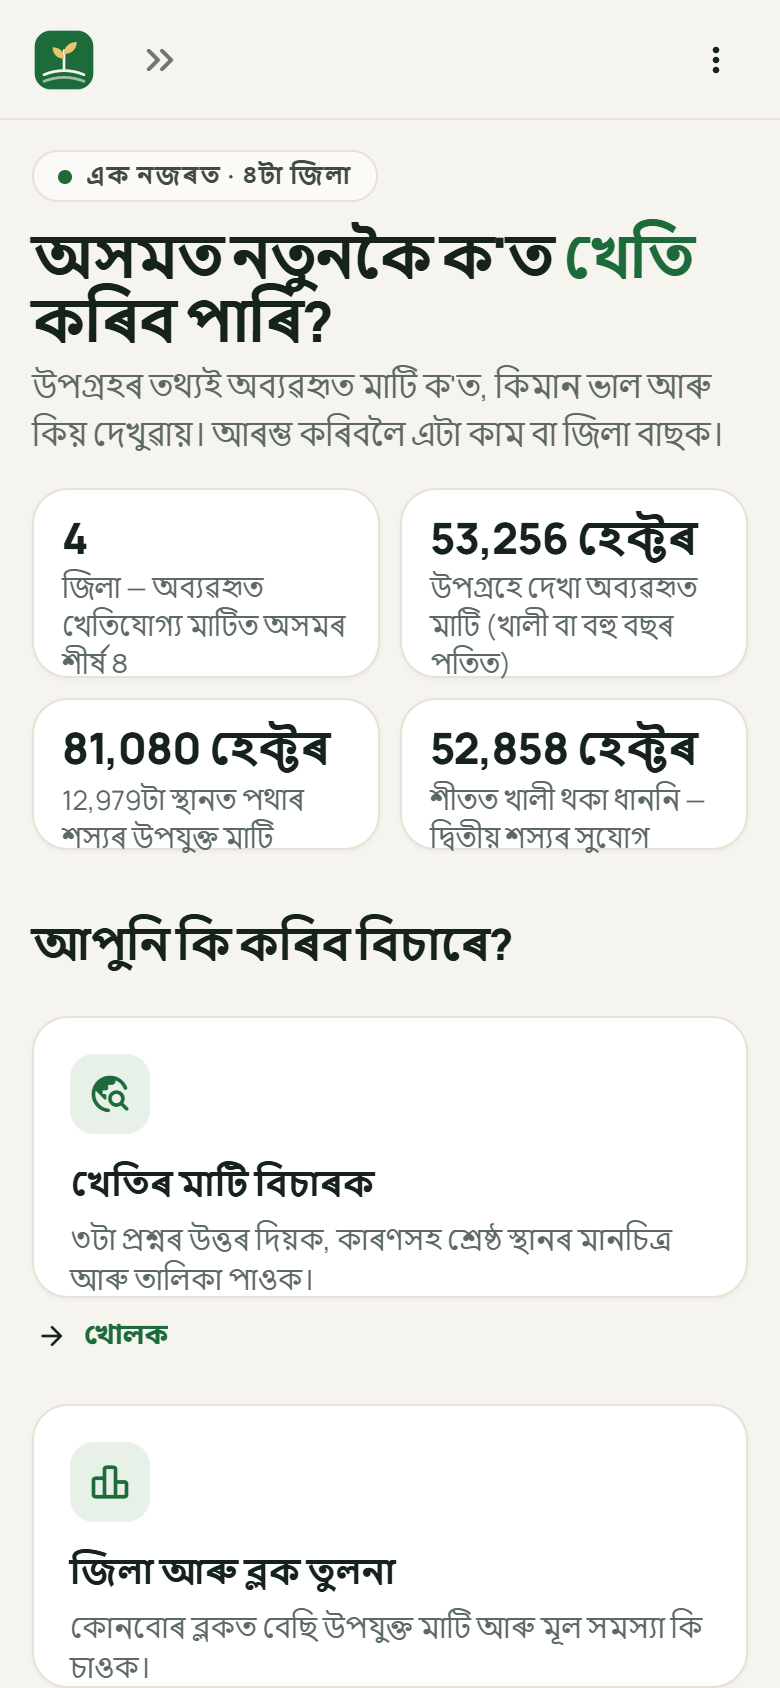 এক নজৰত · ৪টা জিলা
অসমত নতুনকৈ ক'ত খেতি
কৰিব পাৰি?
উপগ্ৰহৰ তথ্যই অব্যৱহৃত মাটি ক'ত, কিমান ভাল আৰু
কিয় দেখুৱায়। আৰম্ভ কৰিবলৈ এটা কাম বা জিলা বাছক।
4
জিলা – অব্যৱহৃত
খেতিযোগ্য মাটিত অসমৰ
শীৰ্ষ ৪
53,256 হেক্টৰ
উপগ্ৰহে দেখা অব্যৱহৃত
মাটি (খালী বা বহু বছৰ
পতিত)
81,080 হেক্টৰ
12,979টা স্থানত পথাৰ
শস্যৰ উপযুক্ত মাটি
52,858 হেক্টৰ
শীতত খালী থকা ধাননি –
দ্বিতীয় শস্যৰ সুযোগ
আপুনি কি কৰিব বিচাৰে?
খেতিৰ মাটি বিচাৰক
৩টা প্ৰশ্নৰ উত্তৰ দিয়ক, কাৰণসহ শ্ৰেষ্ঠ স্থানৰ মানচিত্ৰ
আৰু তালিকা পাওক।
→ খোলক
জিলা আৰু ব্লক তুলনা
কোনবোৰ ব্লকত বেছি উপযুক্ত মাটি আৰু মূল সমস্যা কি
চাওক।